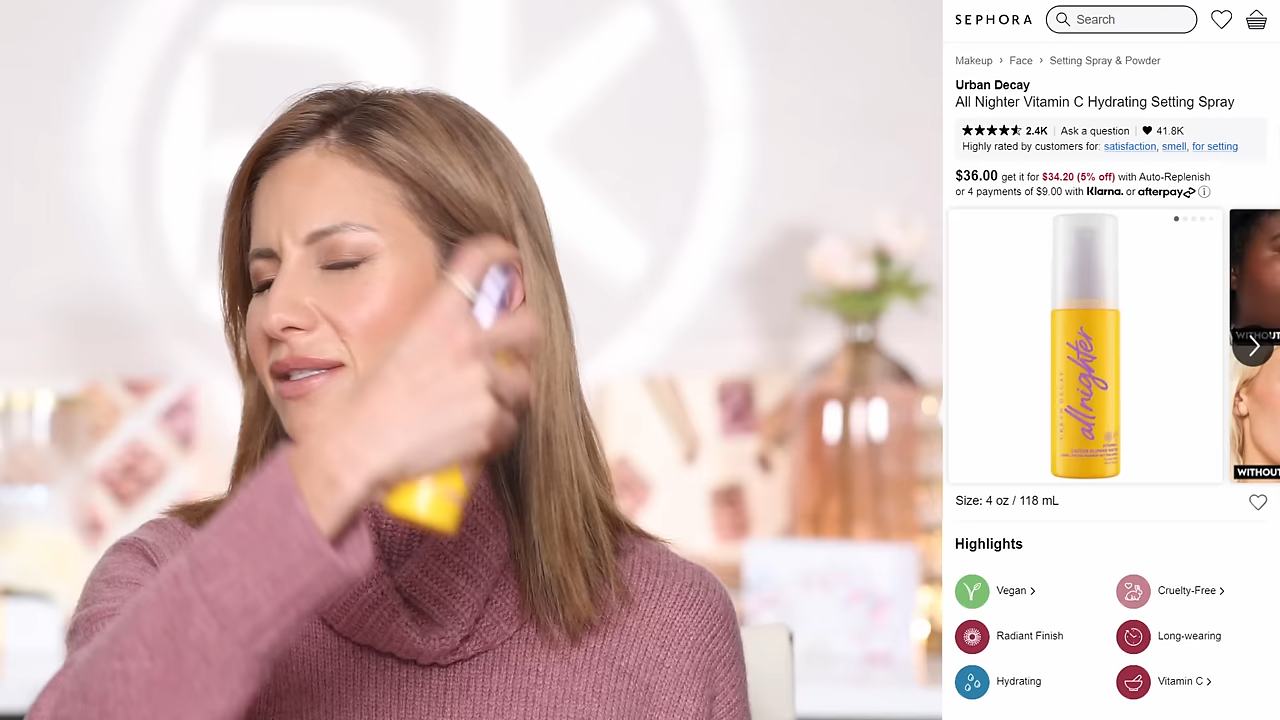 SEPHORA
Search
Makeup > Face > Setting Spray & Powder
Urban Decay
All Nighter Vitamin C Hydrating Setting Spray
2.4K | Ask a question | 41.8K
Highly rated by customers for: satisfaction, smell, for setting
$36.00 get it for $34.20 (5% off) with Auto-Replenish
or 4 payments of $9.00 with Klarna. or afterpay
URBAN DECAY
all nighter
WITHOUT
WITHOUT
Size: 4 oz / 118 mL
Highlights
Vegan >
Cruelty-Free >
Radiant Finish
Long-wearing
Hydrating
Vitamin C >